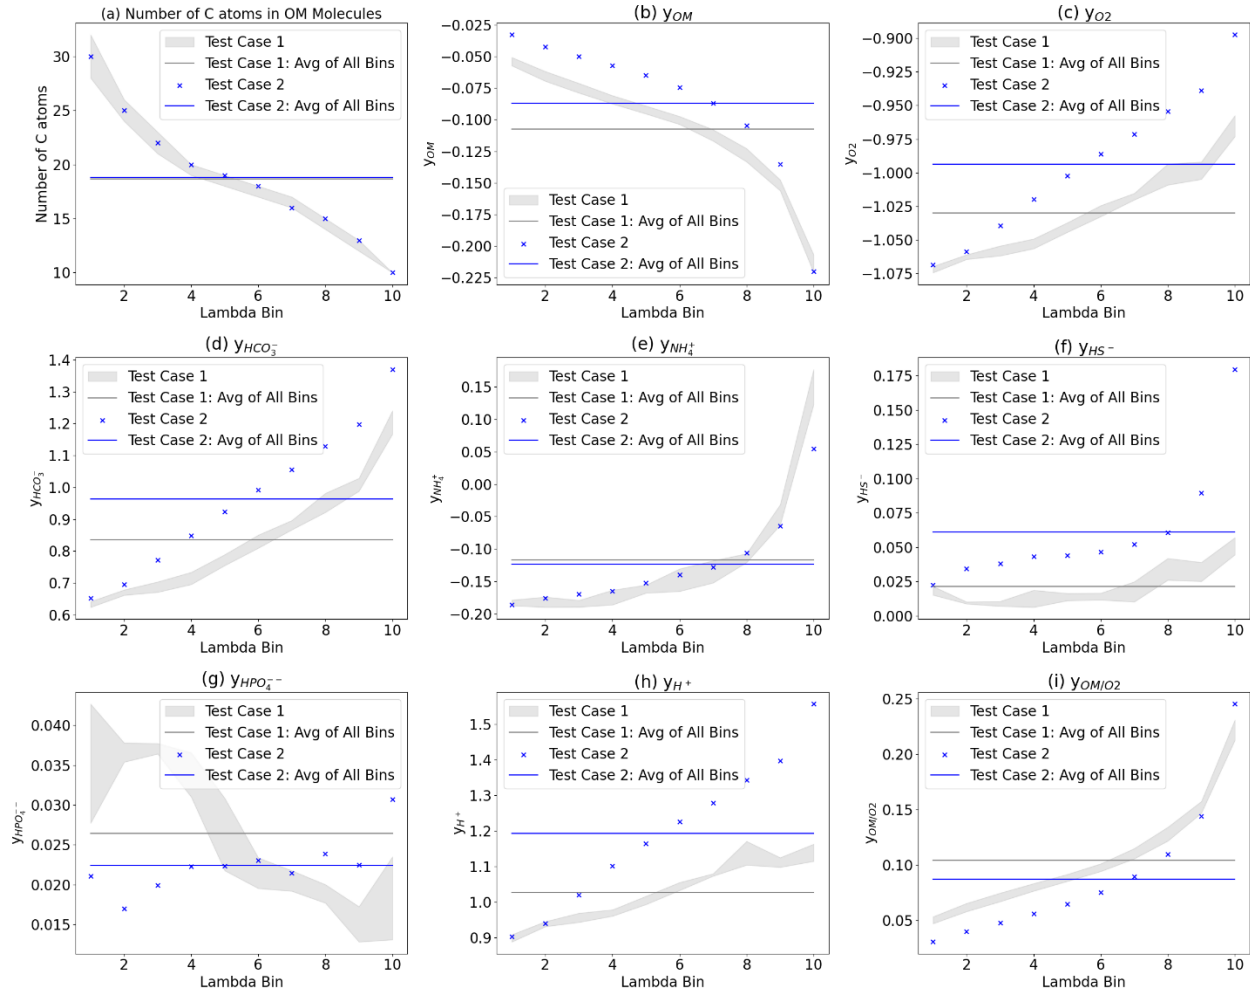 (a) Number of C atoms in OM Molecules
Number of C atoms
30
25
20
15
10
Test Case 1
Test Case 1: Avg of All Bins
Test Case 2
Test Case 2: Avg of All Bins
2 4 6 8 10
Lambda Bin
(b) y_OM
y_OM
−0.025
−0.050
−0.075
−0.100
−0.125
−0.150
−0.175
−0.200
−0.225
Test Case 1
Test Case 1: Avg of All Bins
Test Case 2
Test Case 2: Avg of All Bins
2 4 6 8 10
Lambda Bin
(c) y_O2
y_O2
−0.900
−0.925
−0.950
−0.975
−1.000
−1.025
−1.050
−1.075
Test Case 1
Test Case 1: Avg of All Bins
Test Case 2
Test Case 2: Avg of All Bins
2 4 6 8 10
Lambda Bin
(d) y_HCO₃⁻
y_HCO₃⁻
1.4
1.3
1.2
1.1
1.0
0.9
0.8
0.7
0.6
Test Case 1
Test Case 1: Avg of All Bins
Test Case 2
Test Case 2: Avg of All Bins
2 4 6 8 10
Lambda Bin
(e) y_NH₄⁺
y_NH₄⁺
0.15
0.10
0.05
0.00
−0.05
−0.10
−0.15
−0.20
Test Case 1
Test Case 1: Avg of All Bins
Test Case 2
Test Case 2: Avg of All Bins
2 4 6 8 10
Lambda Bin
(f) y_HS⁻
y_HS⁻
0.175
0.150
0.125
0.100
0.075
0.050
0.025
0.000
Test Case 1
Test Case 1: Avg of All Bins
Test Case 2
Test Case 2: Avg of All Bins
2 4 6 8 10
Lambda Bin
(g) y_HPO₄⁻⁻
y_HPO₄⁻⁻
0.040
0.035
0.030
0.025
0.020
0.015
Test Case 1
Test Case 1: Avg of All Bins
Test Case 2
Test Case 2: Avg of All Bins
2 4 6 8 10
Lambda Bin
(h) y_H⁺
y_H⁺
1.5
1.4
1.3
1.2
1.1
1.0
0.9
Test Case 1
Test Case 1: Avg of All Bins
Test Case 2
Test Case 2: Avg of All Bins
2 4 6 8 10
Lambda Bin
(i) y_OM/O2
y_OM/O2
0.25
0.20
0.15
0.10
0.05
Test Case 1
Test Case 1: Avg of All Bins
Test Case 2
Test Case 2: Avg of All Bins
2 4 6 8 10
Lambda Bin